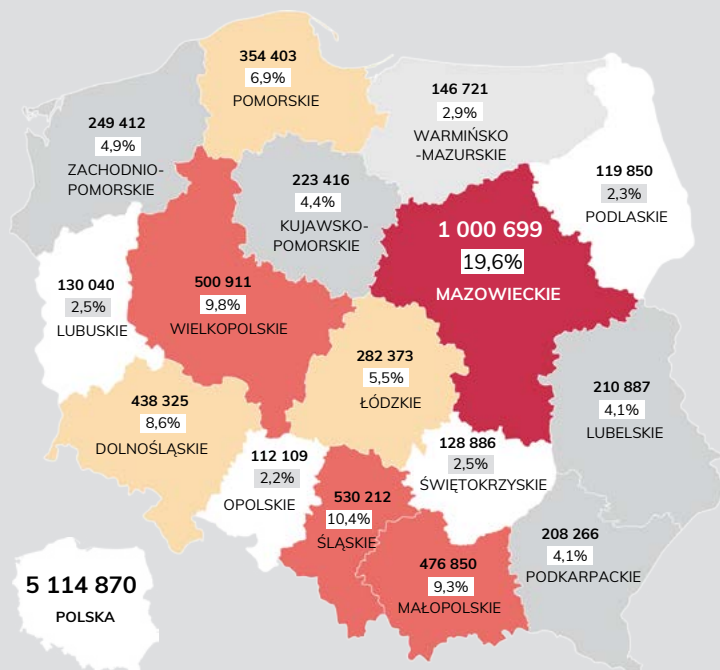 354 403
6,9%
POMORSKIE
146 721
2,9%
WARMIŃSKO
-MAZURSKIE
249 412
4,9%
ZACHODNIO-
POMORSKIE
119 850
2,3%
PODLASKIE
223 416
4,4%
KUJAWSKO-
POMORSKIE
1 000 699
19,6%
MAZOWIECKIE
130 040
2,5%
LUBUSKIE
500 911
9,8%
WIELKOPOLSKIE
282 373
5,5%
ŁÓDZKIE
210 887
4,1%
LUBELSKIE
438 325
8,6%
DOLNOŚLĄSKIE
112 109
2,2%
OPOLSKIE
128 886
2,5%
ŚWIĘTOKRZYSKIE
530 212
10,4%
ŚLĄSKIE
208 266
4,1%
PODKARPACKIE
476 850
9,3%
MAŁOPOLSKIE
5 114 870
POLSKA